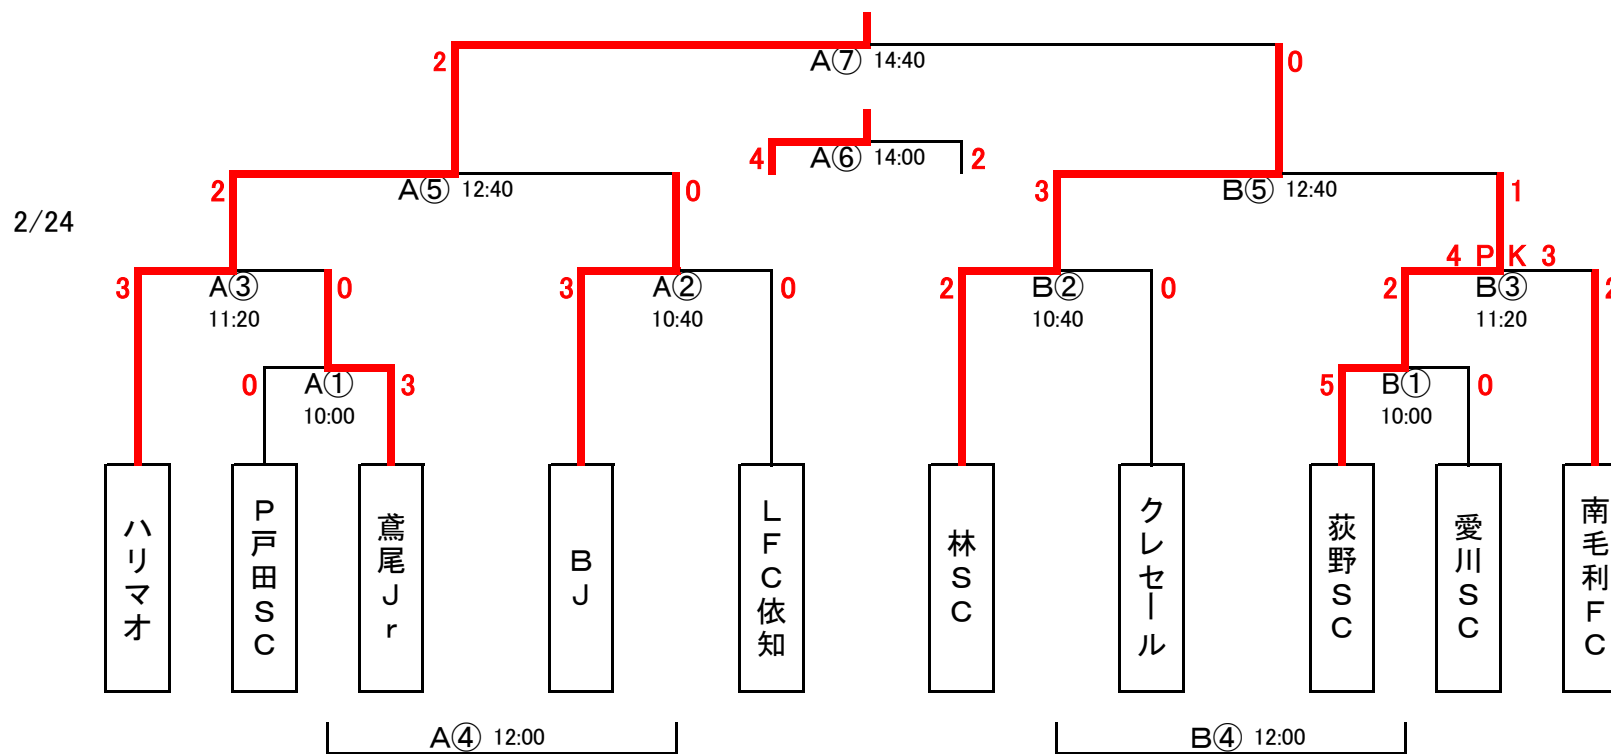 2 A⑦ 14:40 0
4 A⑥ 14:00 2
2 A⑤ 12:40 0 3 B⑤ 12:40 1
2/24
4 PK 3
3 A③ 0 3 A② 0 2 B② 0 2 B③ 2
11:20 10:40 10:40 11:20
0 A① 3 5 B① 0
10:00 10:00
ハリマオ
P戸田SC
鳶尾Jr
BJ
LFC依知
林SC
クレセール
荻野SC
愛川SC
南毛利FC
A④ 12:00 B④ 12:00